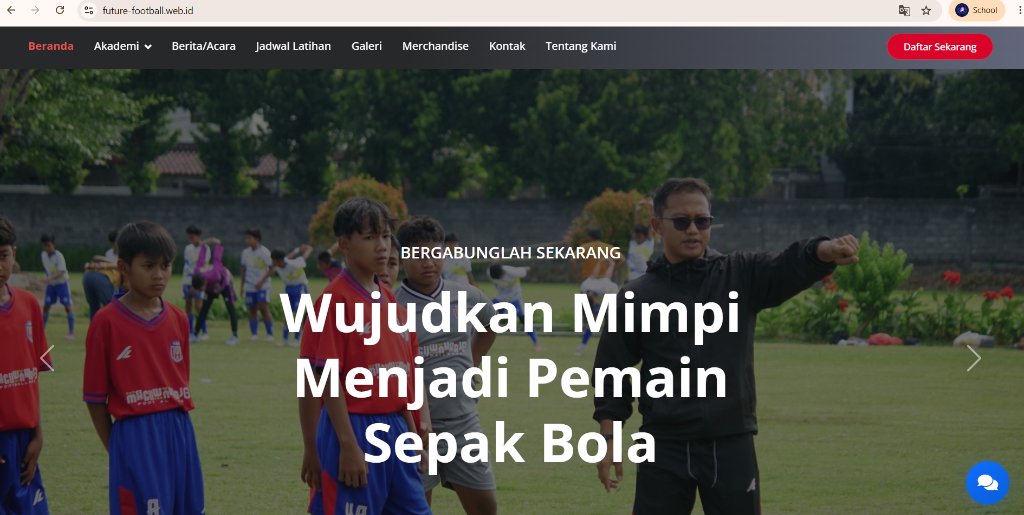 future-football.web.id
School
Beranda Akademi Berita/Acara Jadwal Latihan Galeri Merchandise Kontak Tentang Kami Daftar Sekarang
BERGABUNGLAH SEKARANG
Wujudkan Mimpi
Menjadi Pemain
Sepak Bola